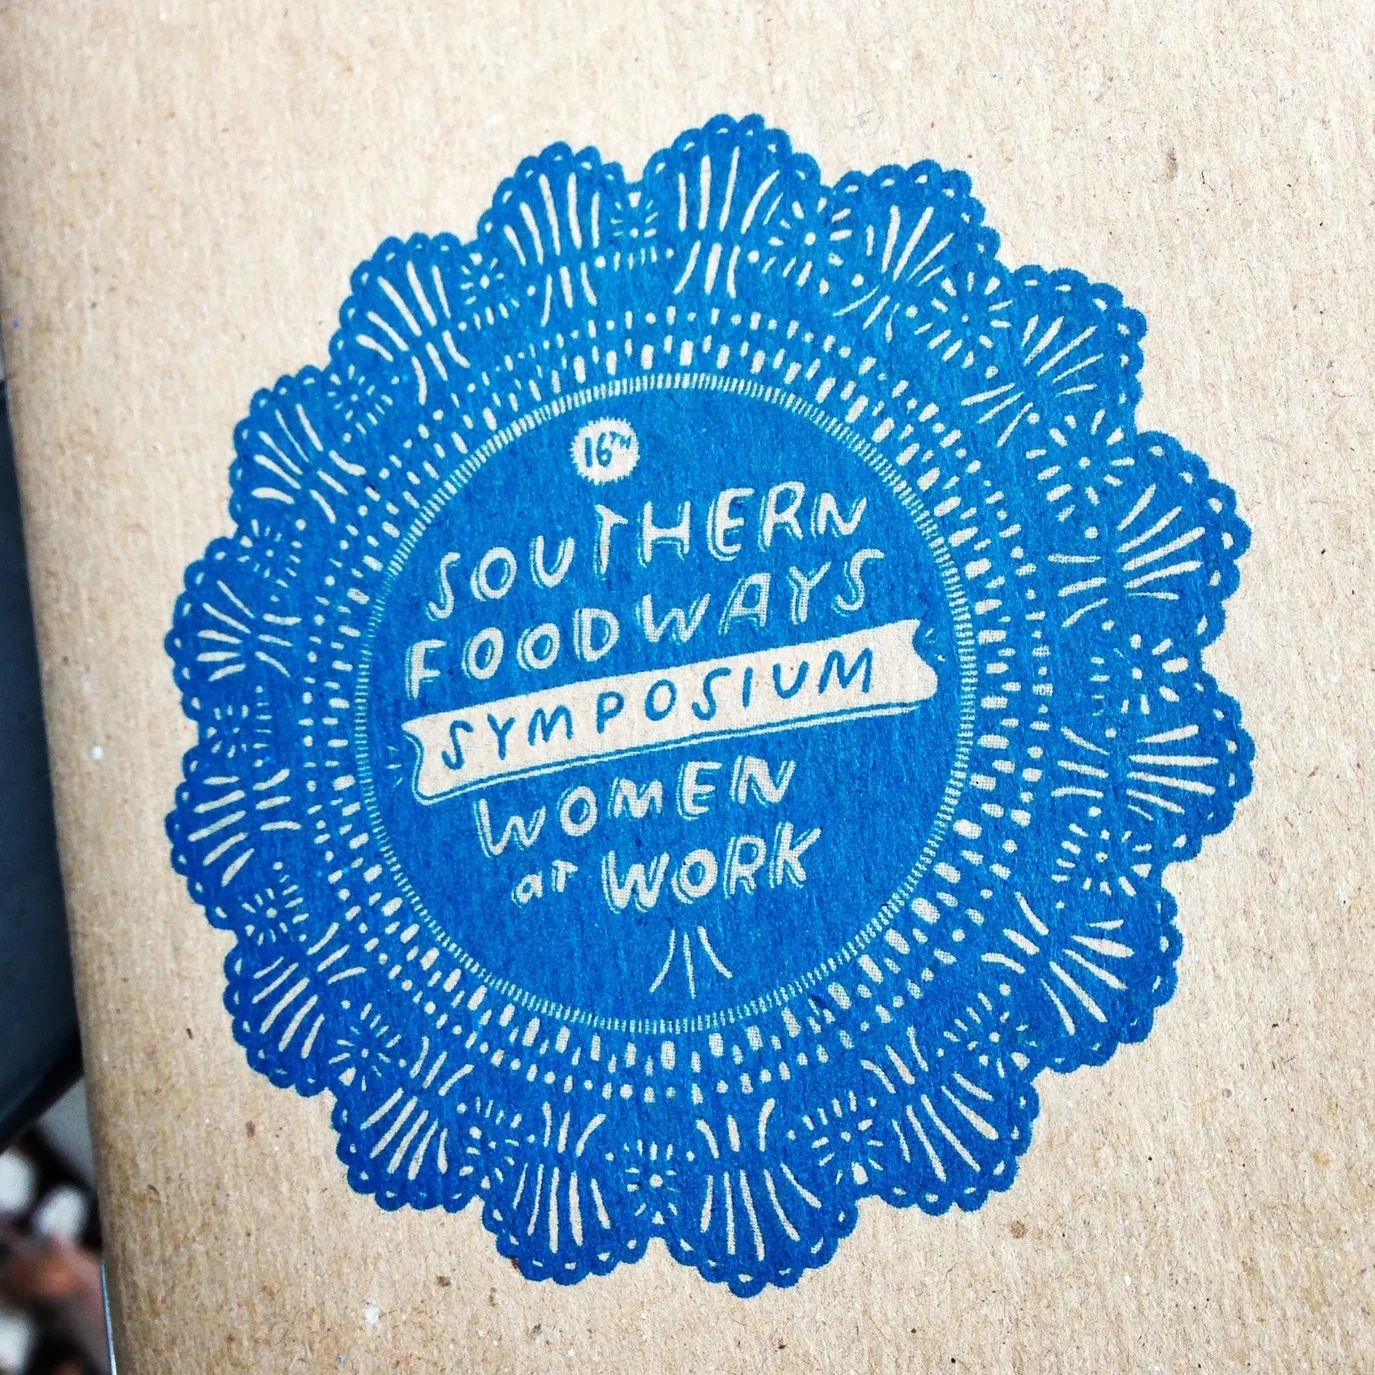 16TH
SOUTHERN
FOODWAYS
SYMPOSIUM
WOMEN
at WORK